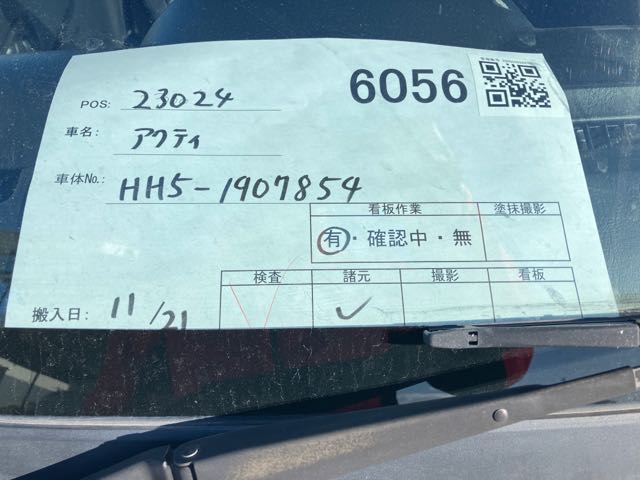 6056
POS: 23024
車名: アクティ
車体No.: HH5-1907854
看板作業 塗抹撮影
有・確認中・無
検査 諸元 撮影 看板
✓
搬入日: 11/21